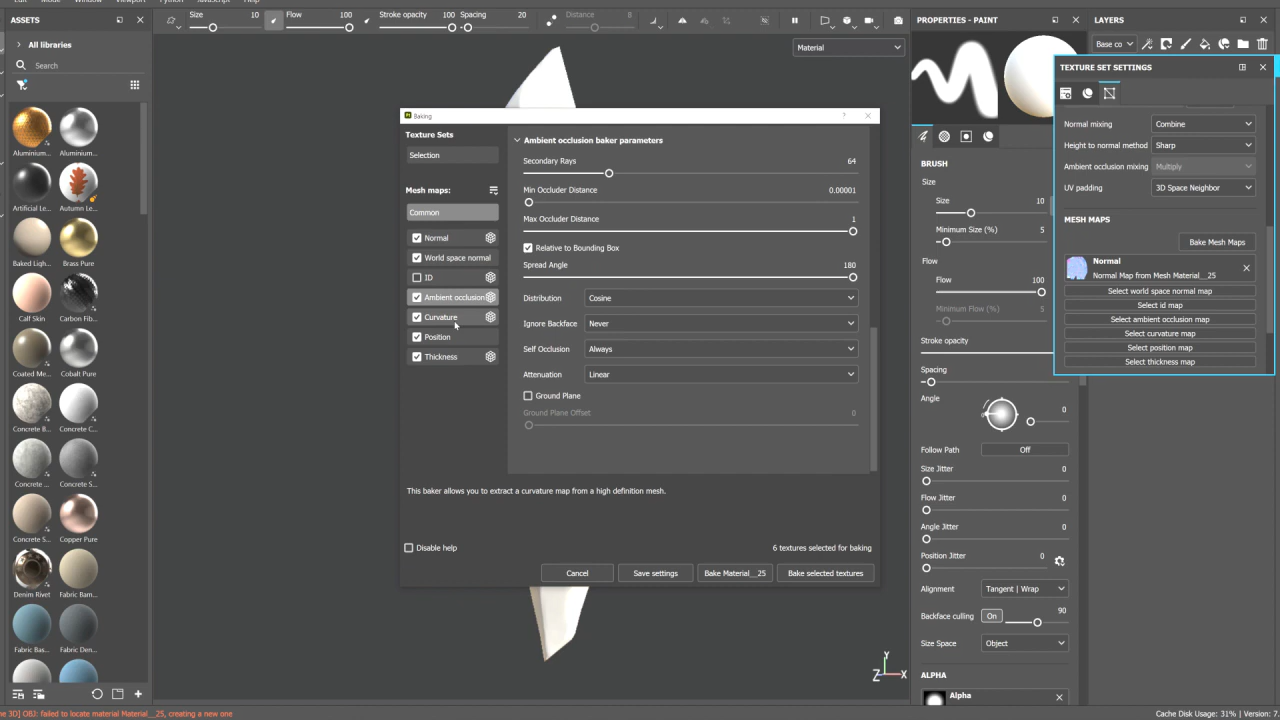 Size 10
Flow 100
Stroke opacity 100
Spacing 20
Distance 8
ASSETS
All libraries
Search
Aluminium...
Aluminium...
Artificial Le...
Autumn Le...
Baked Ligh...
Brass Pure
Calf Skin
Carbon Fib...
Coated Me...
Cobalt Pure
Concrete B...
Concrete C...
Concrete ...
Concrete S...
Concrete S...
Copper Pure
Denim Rivet
Fabric Bam...
Fabric Bas...
Fabric Den...
Material
Baking
?
Texture Sets
Selection
Mesh maps:
Common
Normal
World space normal
ID
Ambient occlusion
Curvature
Position
Thickness
Ambient occlusion baker parameters
Secondary Rays 64
Min Occluder Distance 0.00001
Max Occluder Distance 1
Relative to Bounding Box
Spread Angle 180
Distribution Cosine
Ignore Backface Never
Self Occlusion Always
Attenuation Linear
Ground Plane
Ground Plane Offset 0
This baker allows you to extract a curvature map from a high definition mesh.
Disable help
6 textures selected for baking
Cancel
Save settings
Bake Material__25
Bake selected textures
Y
Z
X
PROPERTIES - PAINT
BRUSH
Size
Size 10
Minimum Size (%) 5
Flow
Flow 100
Minimum Flow (%) 5
Stroke opacity
Spacing
Angle 0
Follow Path Off
Size Jitter 0
Flow Jitter 0
Angle Jitter 0
Position Jitter 0
Alignment Tangent | Wrap
Backface culling On 90
Size Space Object
ALPHA
Alpha
LAYERS
Base co
TEXTURE SET SETTINGS
Normal mixing Combine
Height to normal method Sharp
Ambient occlusion mixing Multiply
UV padding 3D Space Neighbor
MESH MAPS
Bake Mesh Maps
Normal
Normal Map from Mesh Material__25
Select world space normal map
Select id map
Select ambient occlusion map
Select curvature map
Select position map
Select thickness map
3D] OBJ: failed to locate material Material__25, creating a new one
Cache Disk Usage: 31% | Version: 7.